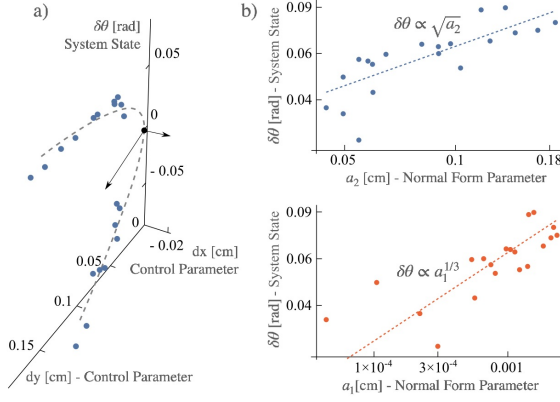 a)
δθ [rad]
System State
0.05
0
- 0.05
0
- 0.02
dx [cm]
Control Parameter
0.05
0.1
0.15
dy [cm] - Control Parameter
b)
δθ [rad] - System State
0.09
0.06
0.04
δθ ∝ √a₂
0.05
0.1
0.18
a₂ [cm] - Normal Form Parameter
δθ [rad] - System State
0.09
0.06
0.04
δθ ∝ a₁^1/3
1×10⁻⁴
3×10⁻⁴
0.001
a₁[cm] - Normal Form Parameter